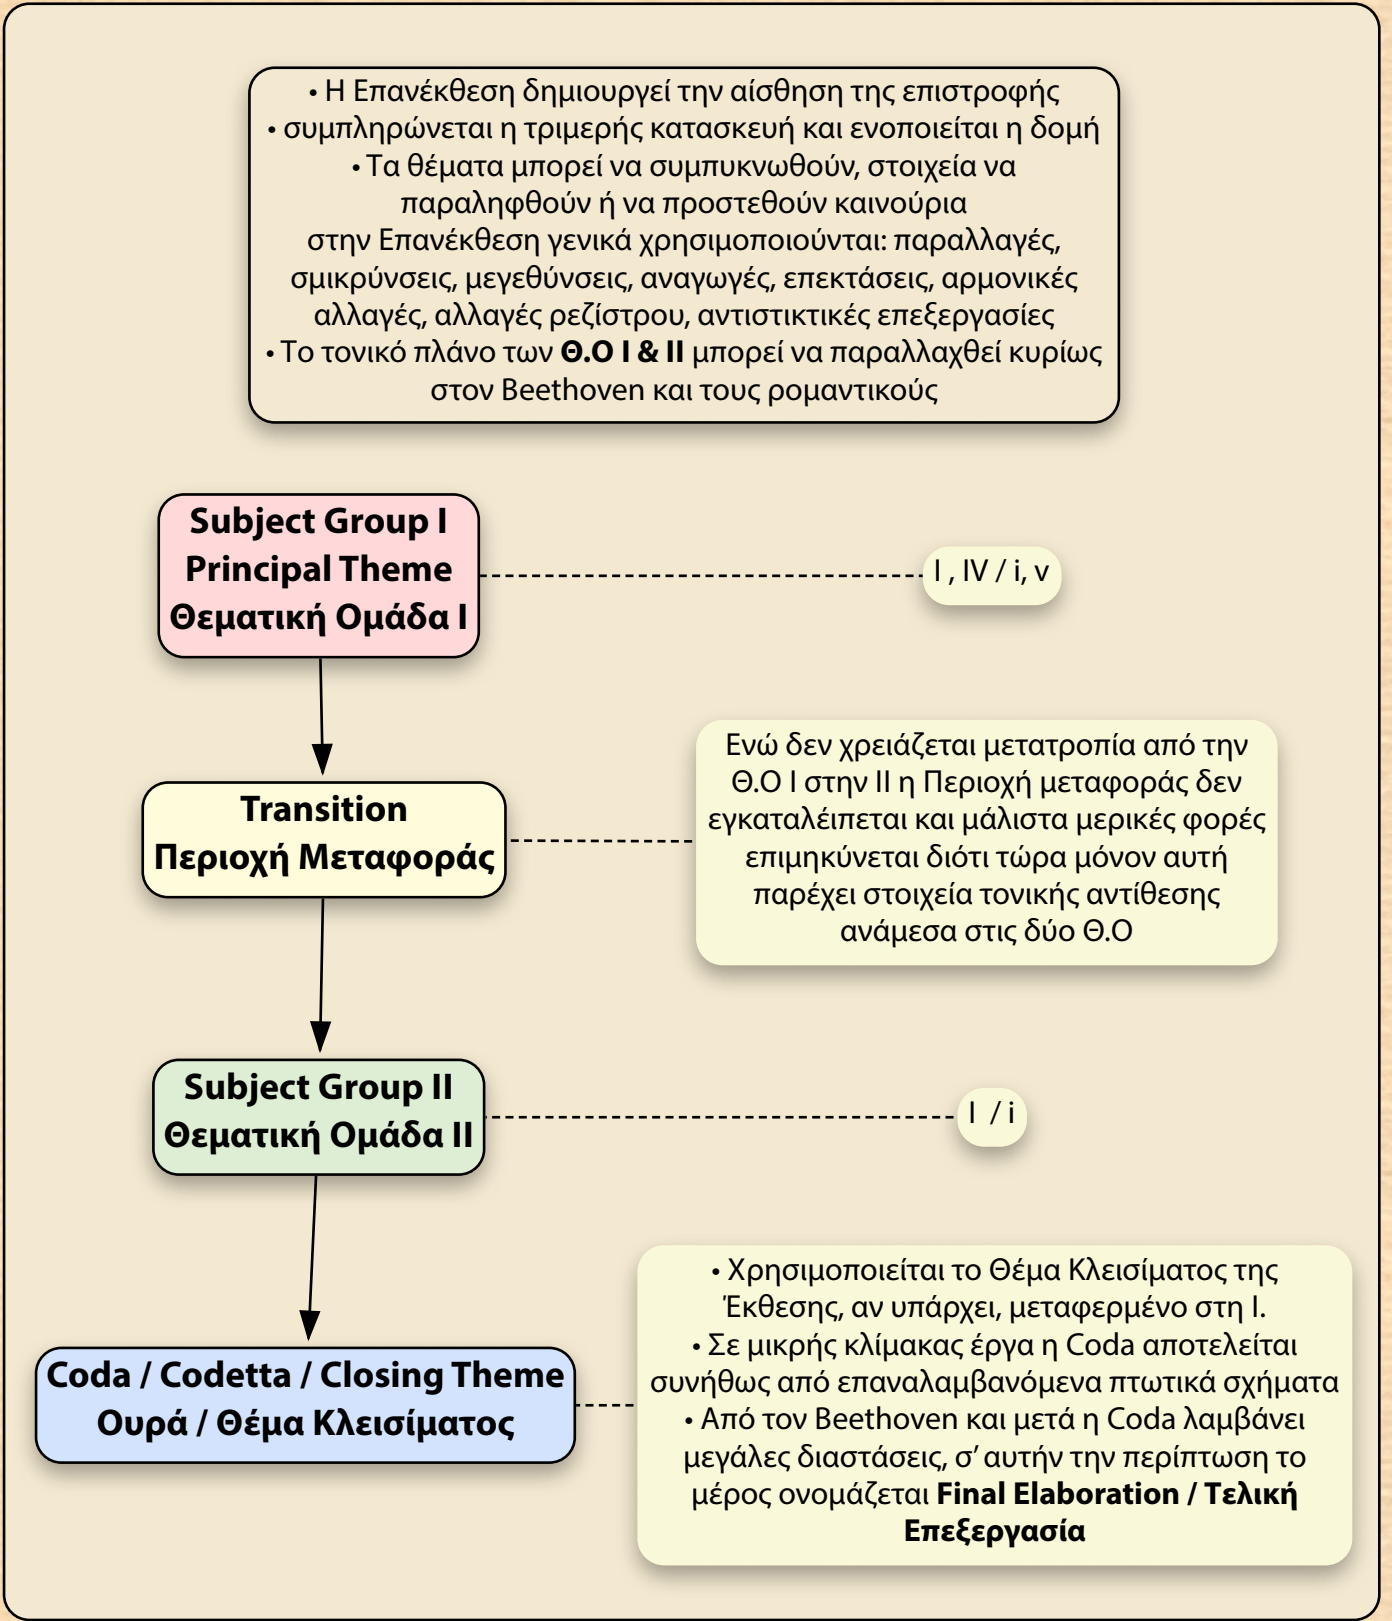 • Η Επανέκθεση δημιουργεί την αίσθηση της επιστροφής
• συμπληρώνεται η τριμερής κατασκευή και ενοποιείται η δομή
• Τα θέματα μπορεί να συμπυκνωθούν, στοιχεία να
παραληφθούν ή να προστεθούν καινούρια
στην Επανέκθεση γενικά χρησιμοποιούνται: παραλλαγές,
σμικρύνσεις, μεγεθύνσεις, αναγωγές, επεκτάσεις, αρμονικές
αλλαγές, αλλαγές ρεζίστρου, αντιστικτικές επεξεργασίες
• Το τονικό πλάνο των Θ.Ο I & II μπορεί να παραλλαχθεί κυρίως
στον Beethoven και τους ρομαντικούς
Subject Group I
Principal Theme
Θεματική Ομάδα I
I , IV / i, v
Transition
Περιοχή Μεταφοράς
Ενώ δεν χρειάζεται μετατροπία από την
Θ.Ο I στην II η Περιοχή μεταφοράς δεν
εγκαταλέιπεται και μάλιστα μερικές φορές
επιμηκύνεται διότι τώρα μόνον αυτή
παρέχει στοιχεία τονικής αντίθεσης
ανάμεσα στις δύο Θ.Ο
Subject Group II
Θεματική Ομάδα II
I / i
Coda / Codetta / Closing Theme
Ουρά / Θέμα Κλεισίματος
• Χρησιμοποιείται το Θέμα Κλεισίματος της
Έκθεσης, αν υπάρχει, μεταφερμένο στη I.
• Σε μικρής κλίμακας έργα η Coda αποτελείται
συνήθως από επαναλαμβανόμενα πτωτικά σχήματα
• Από τον Beethoven και μετά η Coda λαμβάνει
μεγάλες διαστάσεις, σ' αυτήν την περίπτωση το
μέρος ονομάζεται Final Elaboration / Τελική
Επεξεργασία